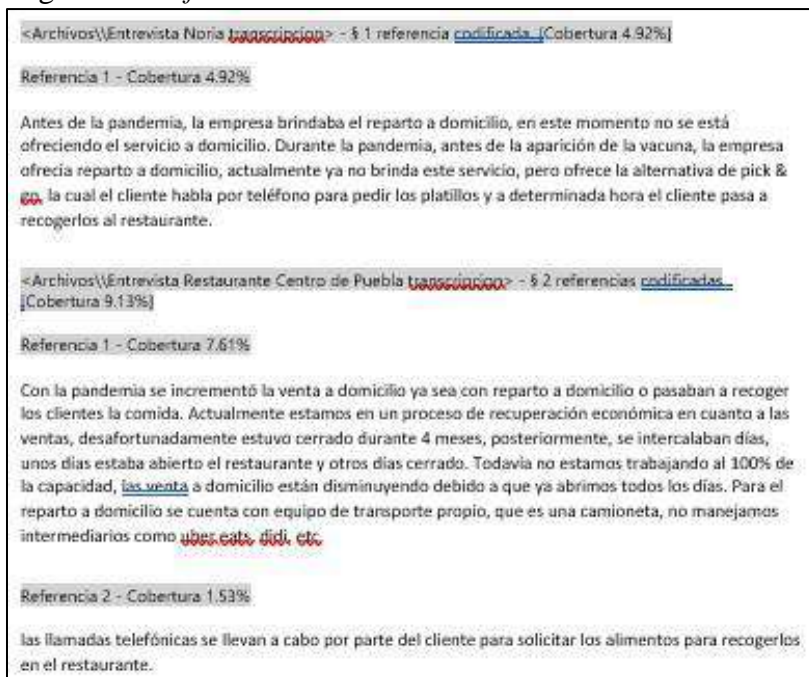 <Archivos\\Entrevista Noria transcripcion> - § 1 referencia codificada [Cobertura 4.92%]
Referencia 1 - Cobertura 4.92%
Antes de la pandemia, la empresa brindaba el reparto a domicilio, en este momento no se está
ofreciendo el servicio a domicilio. Durante la pandemia, antes de la aparición de la vacuna, la empresa
ofrecía reparto a domicilio, actualmente ya no brinda este servicio, pero ofrece la alternativa de pick &
go, la cual el cliente habla por teléfono para pedir los platillos y a determinada hora el cliente pasa a
recogerlos al restaurante.
<Archivos\\Entrevista Restaurante Centro de Puebla transcripcion> - § 2 referencias codificadas
[Cobertura 9.13%]
Referencia 1 - Cobertura 7.61%
Con la pandemia se incrementó la venta a domicilio ya sea con reparto a domicilio o pasaban a recoger
los clientes la comida. Actualmente estamos en un proceso de recuperación económica en cuanto a las
ventas, desafortunadamente estuvo cerrado durante 4 meses, posteriormente, se intercalaban días,
unos días estaba abierto el restaurante y otros días cerrado. Todavía no estamos trabajando al 100% de
la capacidad, las venta a domicilio están disminuyendo debido a que ya abrimos todos los días. Para el
reparto a domicilio se cuenta con equipo de transporte propio, que es una camioneta, no manejamos
intermediarios como uber eats, didi, etc.
Referencia 2 - Cobertura 1.53%
las llamadas telefónicas se llevan a cabo por parte del cliente para solicitar los alimentos para recogerlos
en el restaurante.